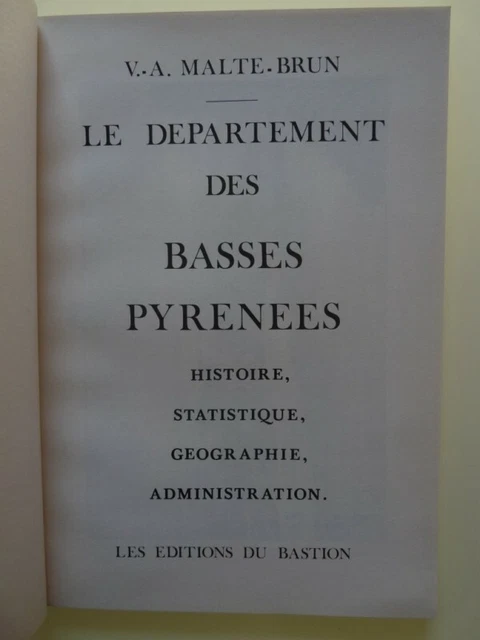 V.-A. MALTE-BRUN
LE DEPARTEMENT
DES
BASSES
PYRENEES
HISTOIRE,
STATISTIQUE,
GEOGRAPHIE,
ADMINISTRATION.
LES EDITIONS DU BASTION